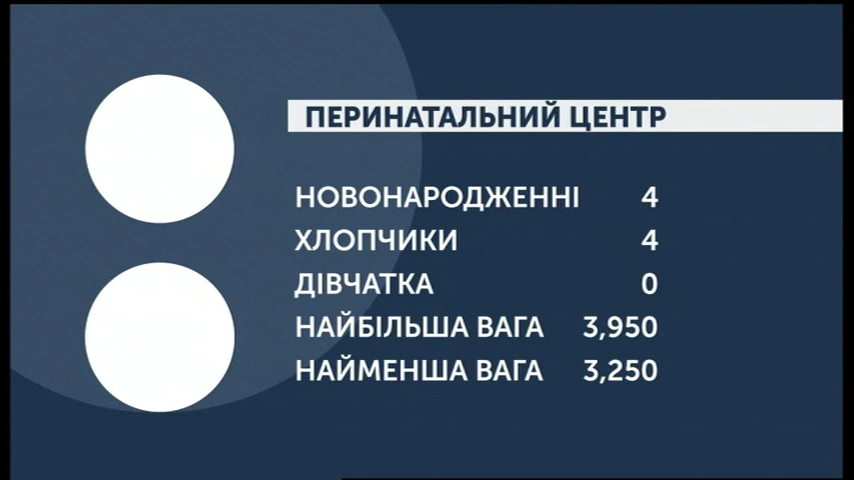 ПЕРИНАТАЛЬНИЙ ЦЕНТР
НОВОНАРОДЖЕННІ 4
ХЛОПЧИКИ 4
ДІВЧАТКА 0
НАЙБІЛЬША ВАГА 3,950
НАЙМЕНША ВАГА 3,250